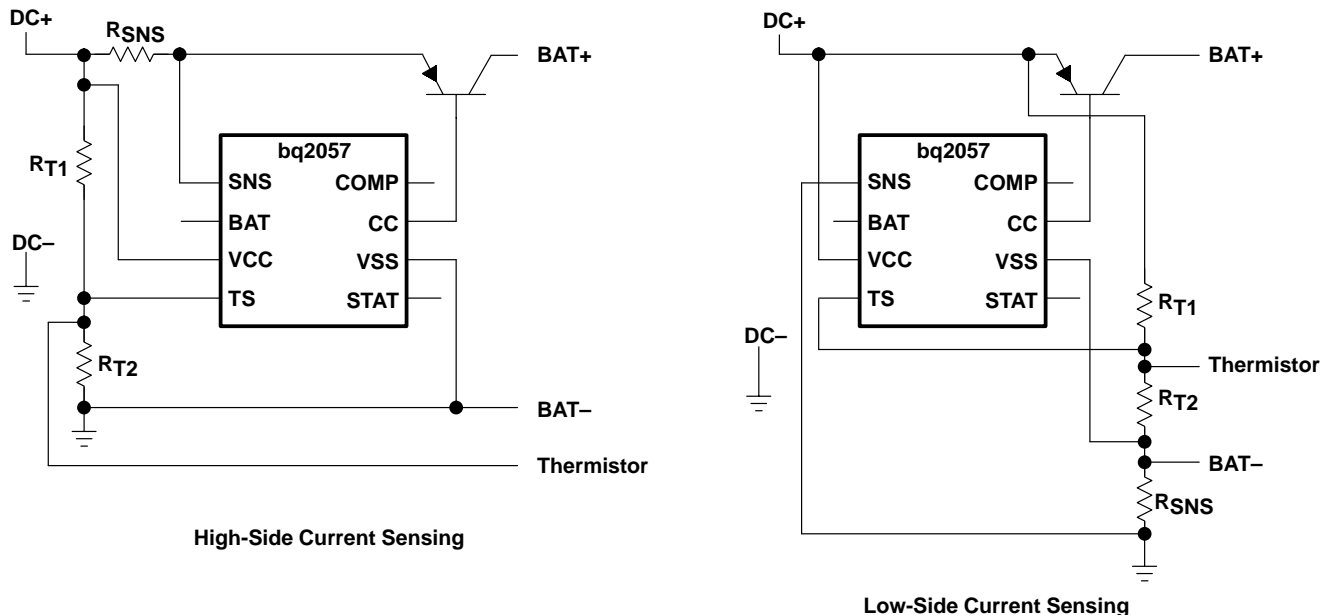 DC+
RSNS
BAT+
bq2057
RT1
SNS
COMP
BAT
CC
DC–
VCC
VSS
TS
STAT
RT2
BAT–
Thermistor
High-Side Current Sensing
DC+
BAT+
bq2057
SNS
COMP
BAT
CC
VCC
VSS
TS
STAT
RT1
DC–
Thermistor
RT2
BAT–
RSNS
Low-Side Current Sensing